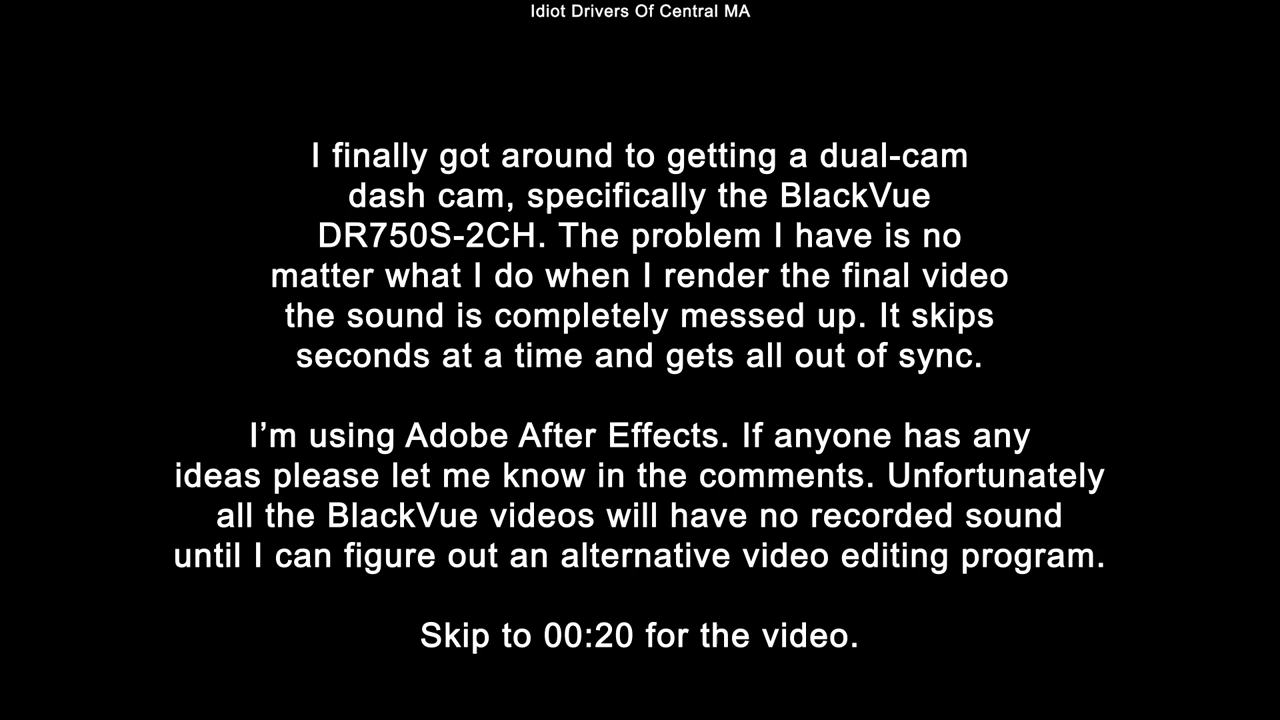 Idiot Drivers Of Central MA
I finally got around to getting a dual-cam
dash cam, specifically the BlackVue
DR750S-2CH. The problem I have is no
matter what I do when I render the final video
the sound is completely messed up. It skips
seconds at a time and gets all out of sync.
I’m using Adobe After Effects. If anyone has any
ideas please let me know in the comments. Unfortunately
all the BlackVue videos will have no recorded sound
until I can figure out an alternative video editing program.
Skip to 00:20 for the video.